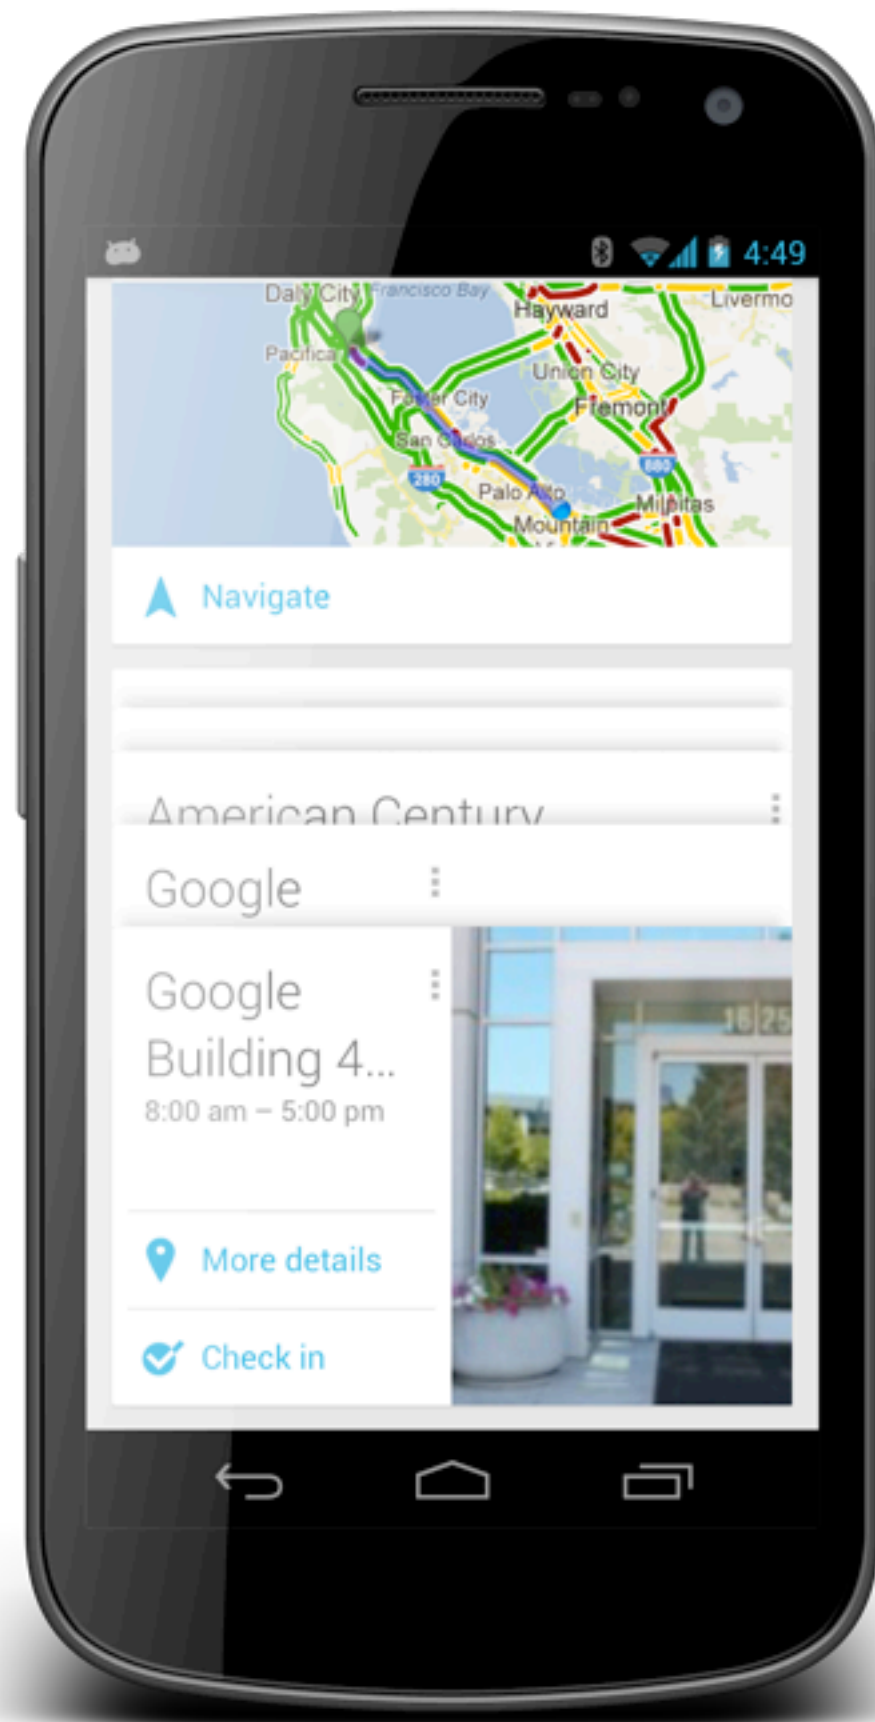 4:49
Daly City
Francisco Bay
Hayward
Livermo
Pacifica
Union City
Foster City
Fremont
San Carlos
280
880
Palo Alto
Milpitas
Mountain
Navigate
American Century
Google
Google
Building 4...
8:00 am – 5:00 pm
1625
More details
Check in